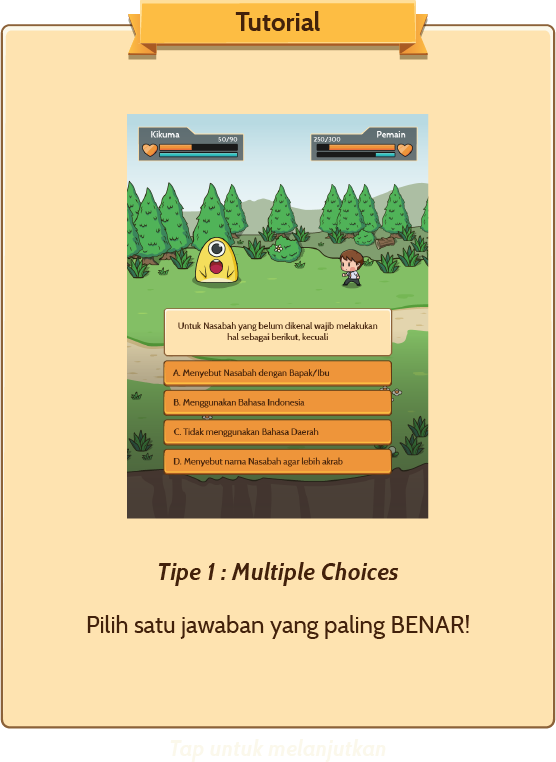 Tutorial
Kikuma
50/90
250/300
Pemain
Untuk Nasabah yang belum dikenal wajib melakukan
hal sebagai berikut, kecuali
A. Menyebut Nasabah dengan Bapak/Ibu
B. Menggunakan Bahasa Indonesia
C. Tidak menggunakan Bahasa Daerah
D. Menyebut nama Nasabah agar lebih akrab
Tipe 1 : Multiple Choices
Pilih satu jawaban yang paling BENAR!
Tap untuk melanjutkan